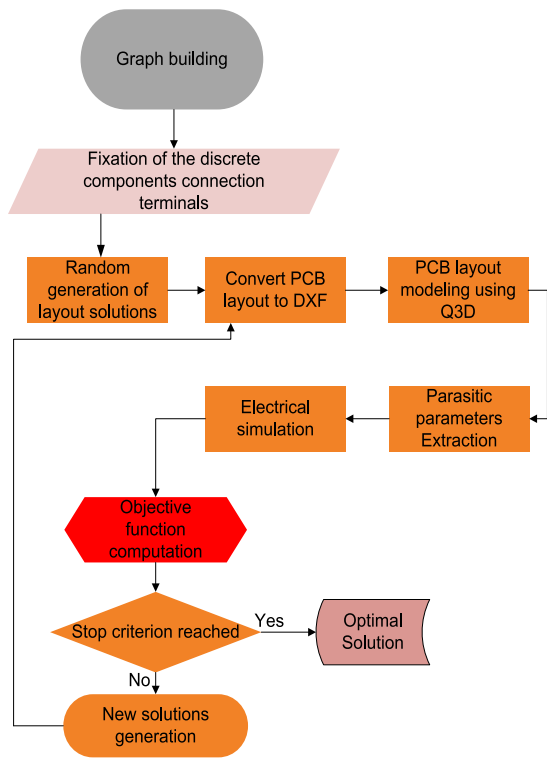 Graph building
Fixation of the discrete
components connection
terminals
Random
generation of
layout solutions
Convert PCB
layout to DXF
PCB layout
modeling using
Q3D
Parasitic
parameters
Extraction
Electrical
simulation
Objective
function
computation
Stop criterion reached
Yes
Optimal
Solution
No
New solutions
generation